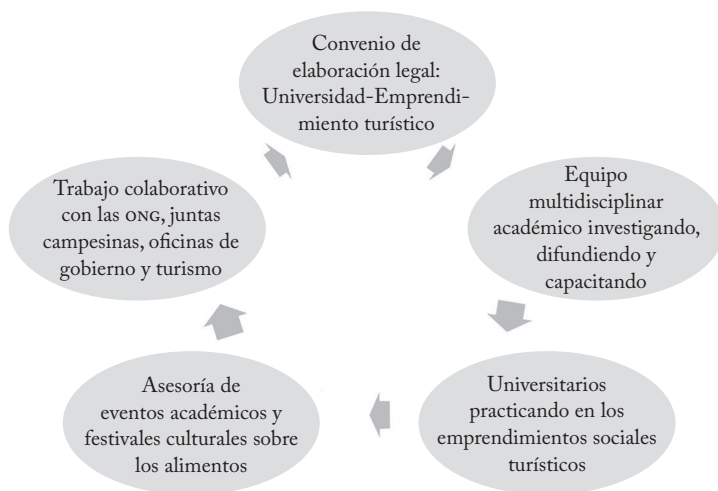 Convenio de
elaboración legal:
Universidad-Emprendi-
miento turístico
Equipo
multidisciplinar
académico investigando,
difundiendo y
capacitando
Universitarios
practicando en los
emprendimientos sociales
turísticos
Asesoría de
eventos académicos y
festivales culturales sobre
los alimentos
Trabajo colaborativo
con las ONG, juntas
campesinas, oficinas de
gobierno y turismo